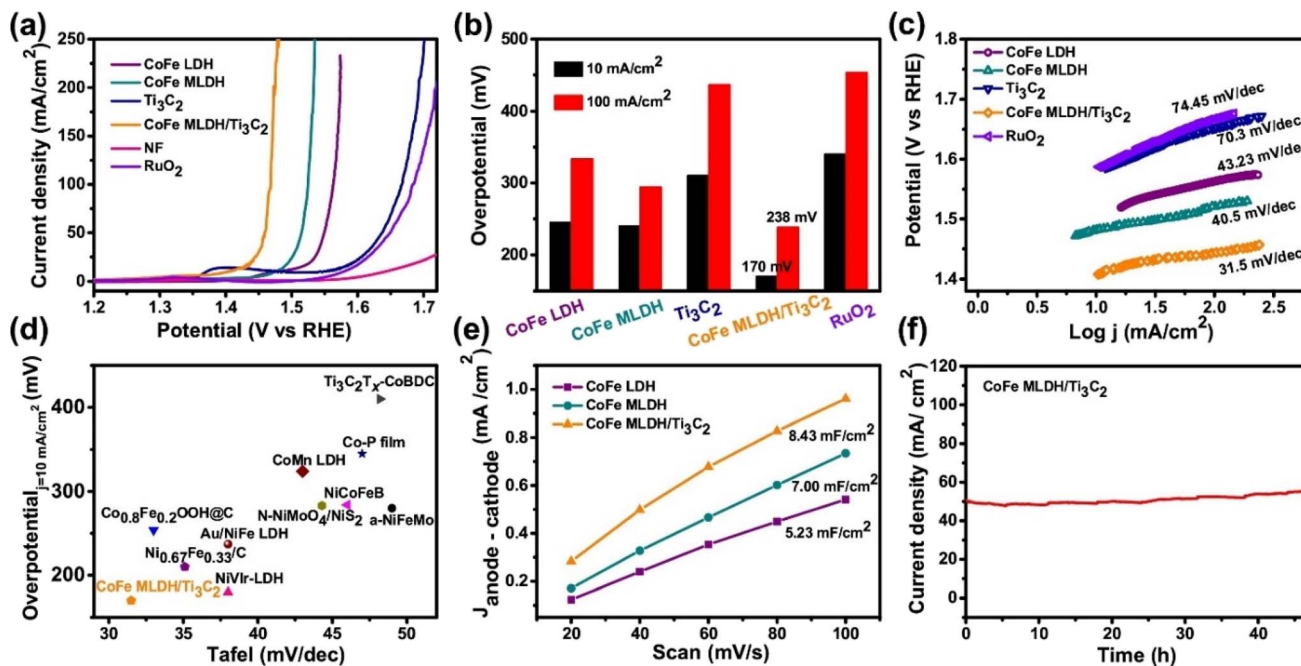 (a)
250
200
150
100
50
0
1.2
1.3
1.4
1.5
1.6
1.7
Current density (mA/cm²)
Potential (V vs RHE)
CoFe LDH
CoFe MLDH
Ti₃C₂
CoFe MLDH/Ti₃C₂
NF
RuO₂
(b)
500
400
300
200
Overpotential (mV)
10 mA/cm²
100 mA/cm²
238 mV
170 mV
CoFe LDH
CoFe MLDH
Ti₃C₂
CoFe MLDH/Ti₃C₂
RuO₂
(c)
1.8
1.7
1.6
1.5
1.4
0.0
0.5
1.0
1.5
2.0
2.5
Potential (V vs RHE)
Log j (mA/cm²)
CoFe LDH
CoFe MLDH
Ti₃C₂
CoFe MLDH/Ti₃C₂
RuO₂
74.45 mV/dec
70.3 mV/dec
43.23 mV/dec
40.5 mV/dec
31.5 mV/dec
(d)
400
300
200
30
35
40
45
50
Overpotential j=10 mA/cm² (mV)
Tafel (mV/dec)
Ti₃C₂Tₓ-CoBDC
Co-P film
CoMn LDH
NiCoFeB
Co₀.₈Fe₀.₂OOH@C
N-NiMoO₄/NiS₂
a-NiFeMo
Au/NiFe LDH
Ni₀.₆₇Fe₀.₃₃/C
CoFe MLDH/Ti₃C₂
NiVIr-LDH
(e)
1.0
0.8
0.6
0.4
0.2
20
40
60
80
100
J anode - cathode (mA /cm²)
Scan (mV/s)
CoFe LDH
CoFe MLDH
CoFe MLDH/Ti₃C₂
8.43 mF/cm²
7.00 mF/cm²
5.23 mF/cm²
(f)
120
100
80
60
40
20
0
0
10
20
30
40
Current density (mA/ cm²)
Time (h)
CoFe MLDH/Ti₃C₂